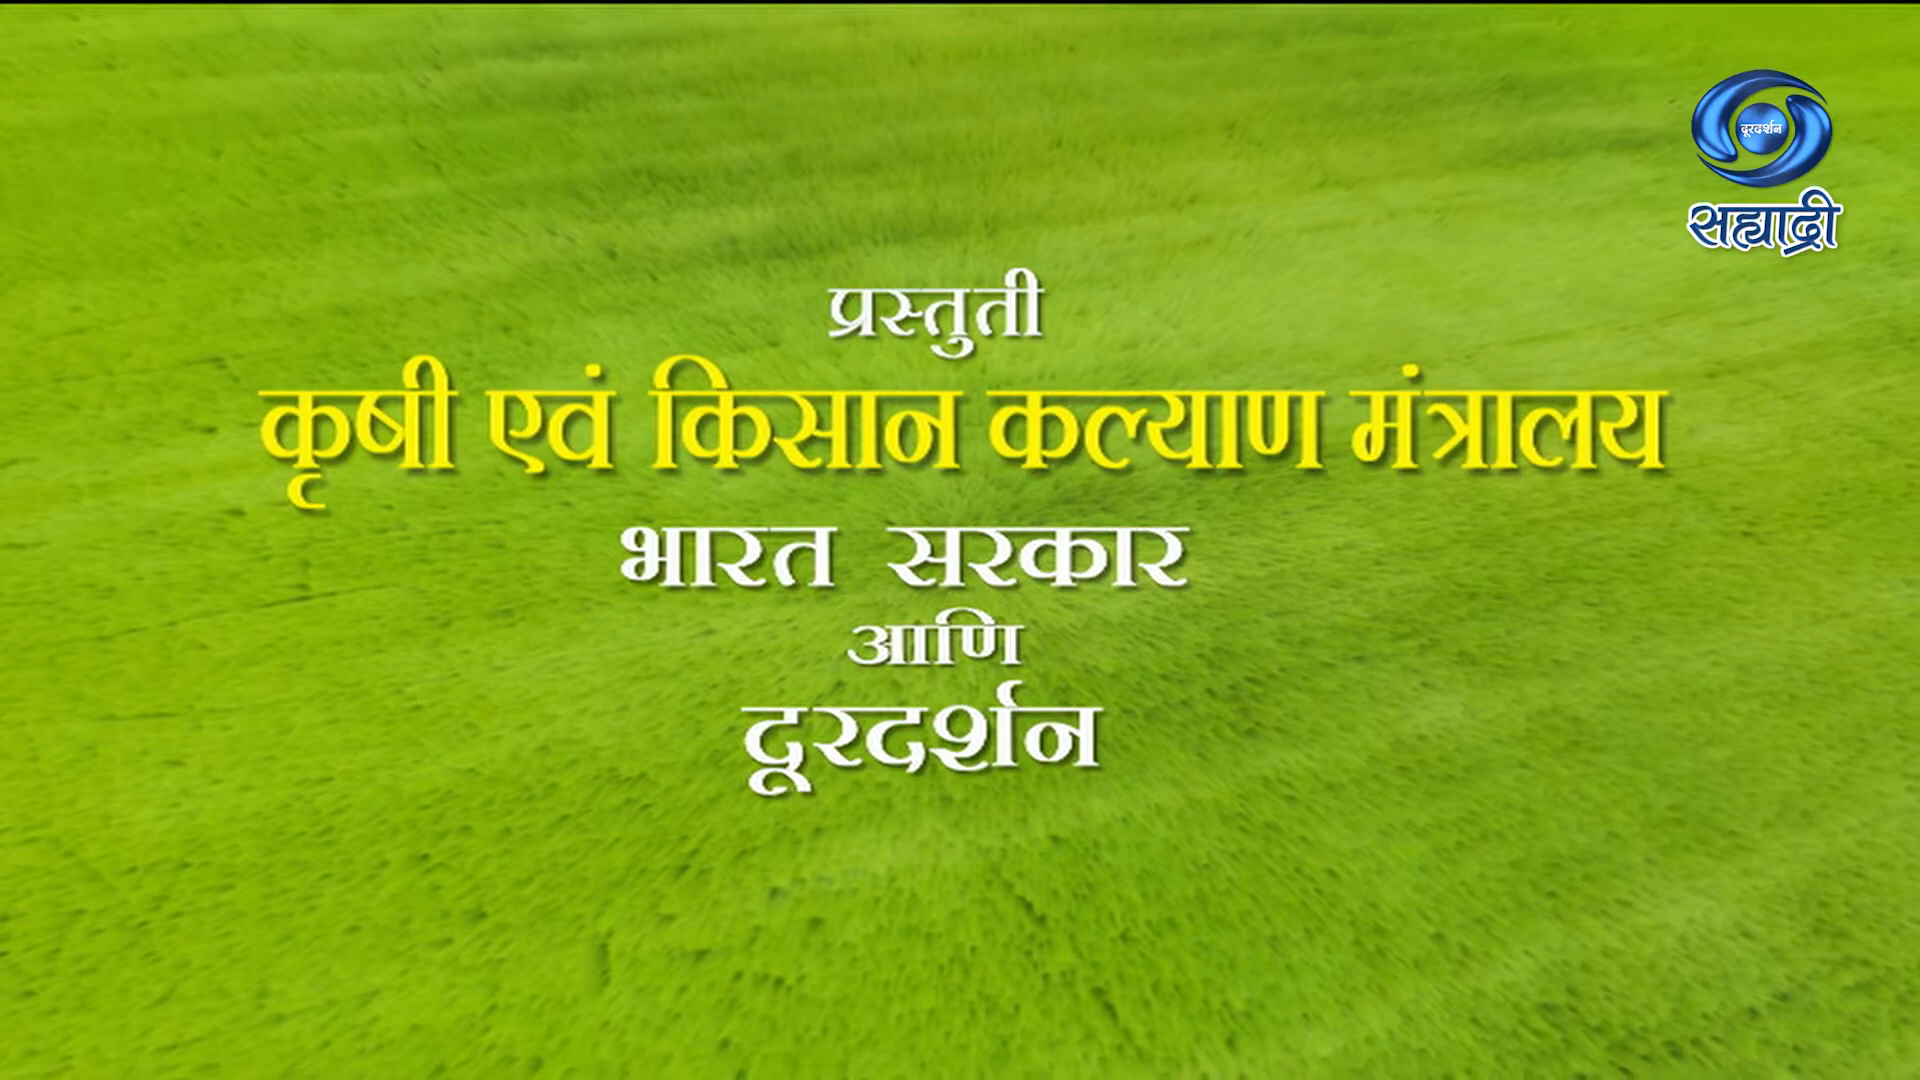 दूरदर्शन
सह्याद्री
प्रस्तुती
कृषी एवं किसान कल्याण मंत्रालय
भारत सरकार
आणि
दूरदर्शन